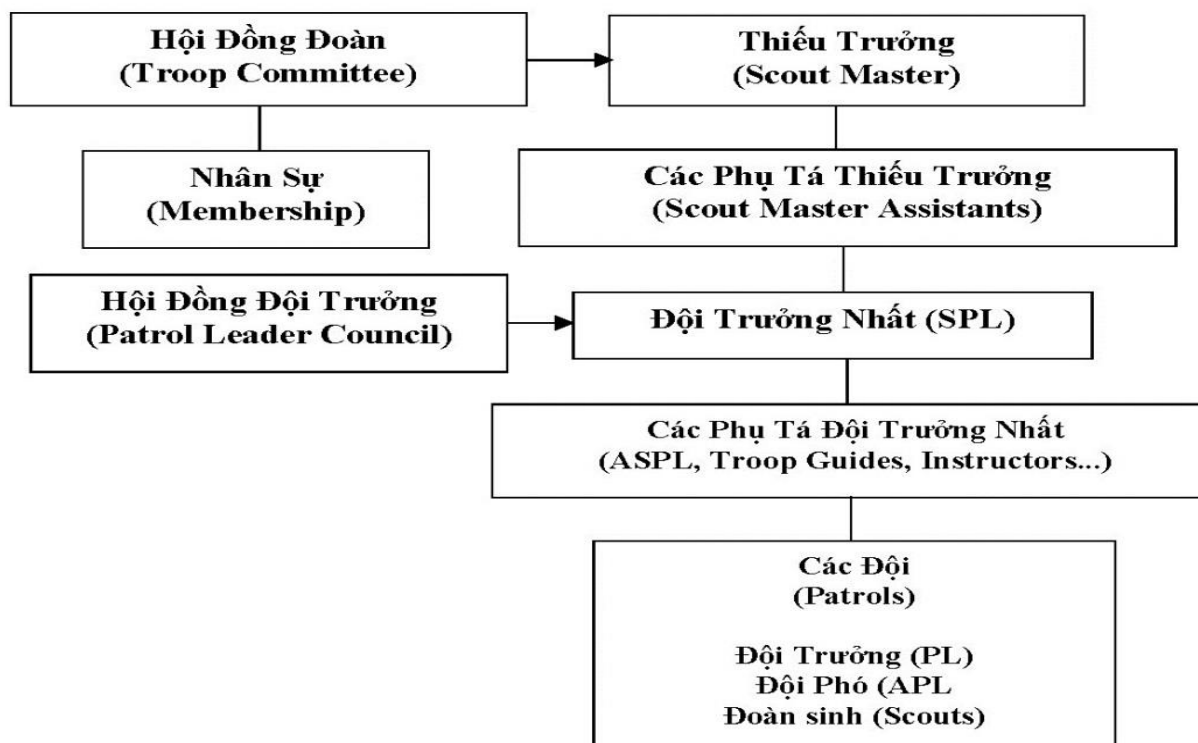 Hội Đồng Đoàn
(Troop Committee)
Thiếu Trưởng
(Scout Master)
Nhân Sự
(Membership)
Các Phụ Tá Thiếu Trưởng
(Scout Master Assistants)
Hội Đồng Đội Trưởng
(Patrol Leader Council)
Đội Trưởng Nhất (SPL)
Các Phụ Tá Đội Trưởng Nhất
(ASPL, Troop Guides, Instructors...)
Các Đội
(Patrols)
Đội Trưởng (PL)
Đội Phó (APL
Đoàn sinh (Scouts)